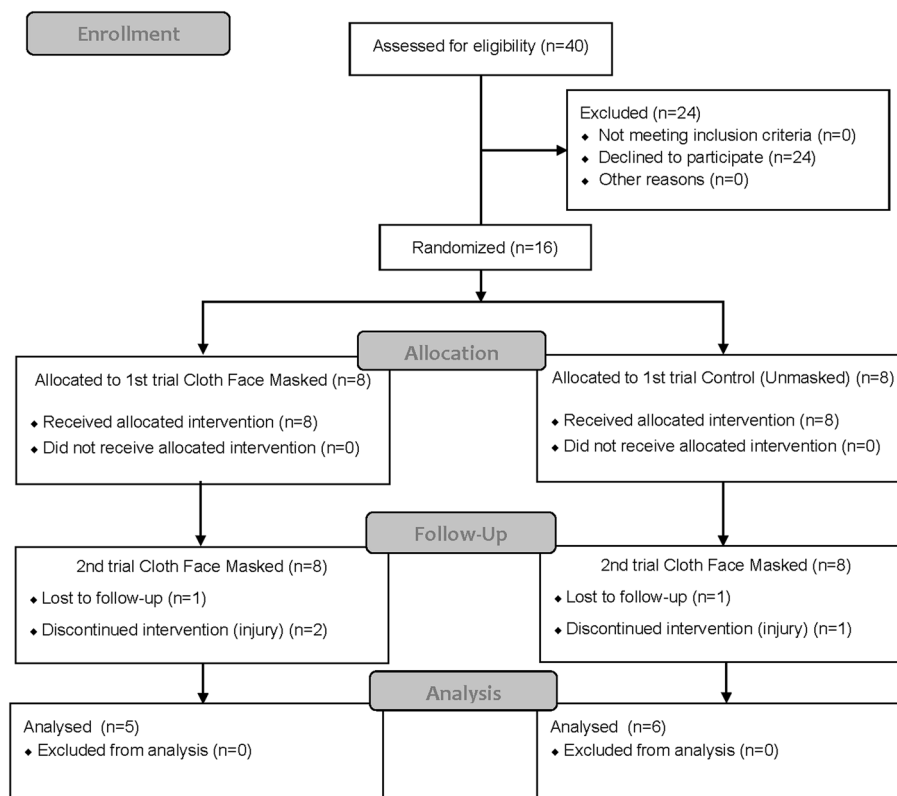 Enrollment
Assessed for eligibility (n=40)
Excluded (n=24)
◆ Not meeting inclusion criteria (n=0)
◆ Declined to participate (n=24)
◆ Other reasons (n=0)
Randomized (n=16)
Allocation
Allocated to 1st trial Cloth Face Masked (n=8)
◆ Received allocated intervention (n=8)
◆ Did not receive allocated intervention (n=0)
Allocated to 1st trial Control (Unmasked) (n=8)
◆ Received allocated intervention (n=8)
◆ Did not receive allocated intervention (n=0)
Follow-Up
2nd trial Cloth Face Masked (n=8)
◆ Lost to follow-up (n=1)
◆ Discontinued intervention (injury) (n=2)
2nd trial Cloth Face Masked (n=8)
◆ Lost to follow-up (n=1)
◆ Discontinued intervention (injury) (n=1)
Analysis
Analysed (n=5)
◆ Excluded from analysis (n=0)
Analysed (n=6)
◆ Excluded from analysis (n=0)